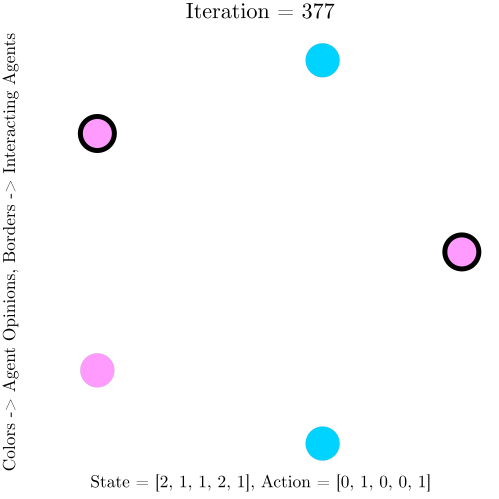 Iteration = 377
Colors -> Agent Opinions, Borders -> Interacting Agents
State = [2, 1, 1, 2, 1], Action = [0, 1, 0, 0, 1]